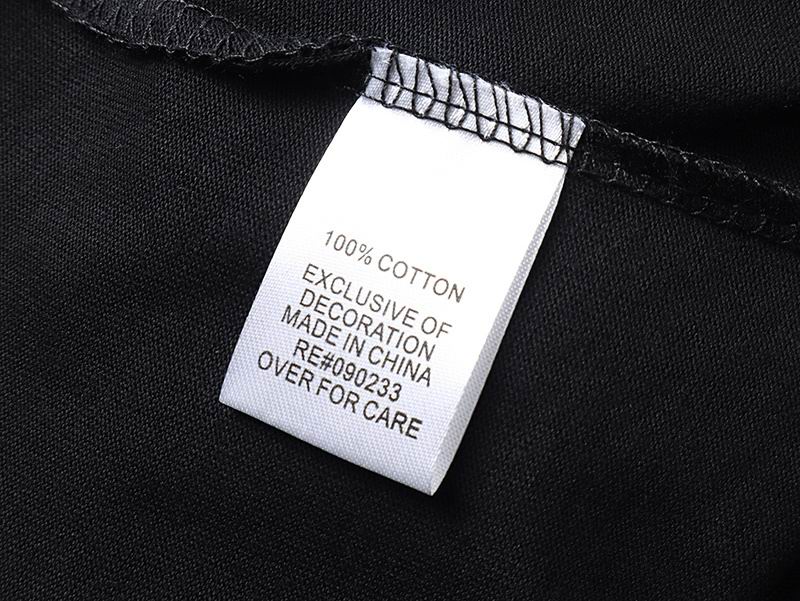 100% COTTON
EXCLUSIVE OF
DECORATION
MADE IN CHINA
RE#090233
OVER FOR CARE